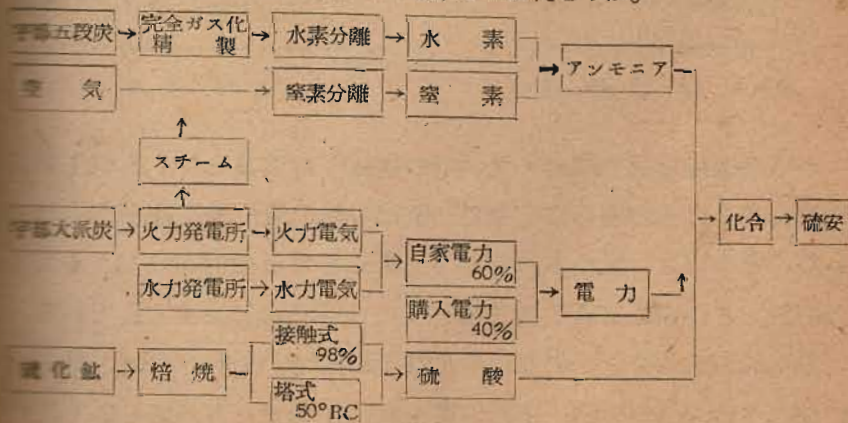 宇部五段炭 → 完全ガス化精製 → 水素分離 → 水素
空気 → 窒素分離 → 窒素
→ アンモニア
スチーム
宇部大派炭 → 火力発電所 → 火力電気
水力発電所 → 水力電気
→ 自家電力 60%
購入電力 40%
→ 電力
→ 化合 → 硫安
硫化鉱 → 焙焼
接触式 98%
塔式 50°BC
→ 硫酸